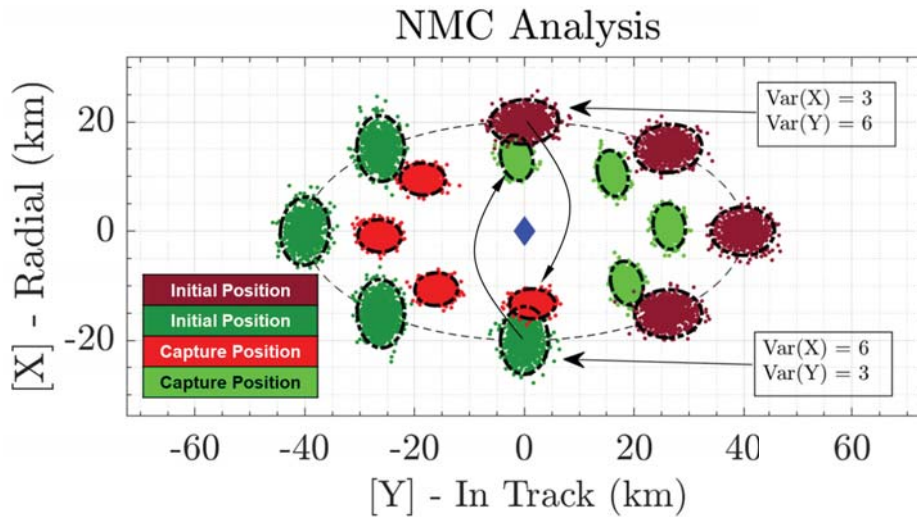 NMC Analysis
[X] - Radial (km)
20
0
-20
Var(X) = 3
Var(Y) = 6
Initial Position
Initial Position
Capture Position
Capture Position
Var(X) = 6
Var(Y) = 3
-60
-40
-20
0
20
40
60
[Y] - In Track (km)